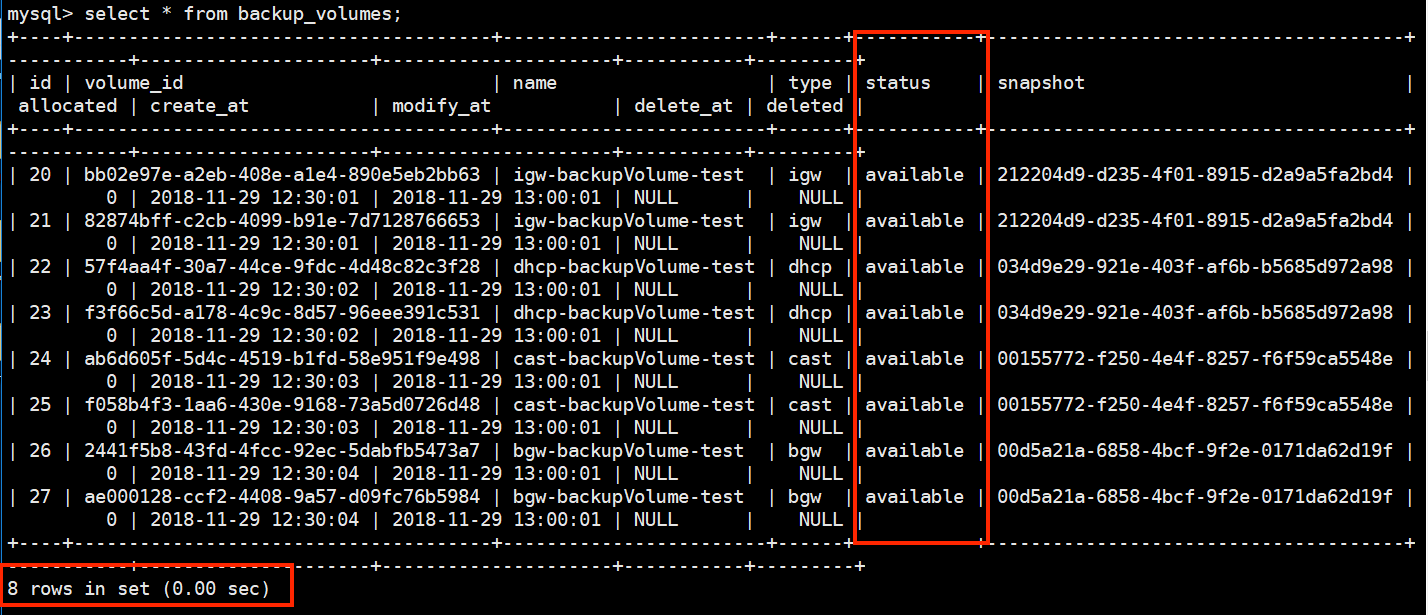 mysql> select * from backup_volumes;
+----+--------------------------------------+------------------------+------+-----------+--------------------------------------+
-----------+---------------------+---------------------+-----------+---------+
| id | volume_id                            | name                   | type | status    | snapshot                             |
 allocated | create_at           | modify_at           | delete_at | deleted |
+----+--------------------------------------+------------------------+------+-----------+--------------------------------------+
-----------+---------------------+---------------------+-----------+---------+
| 20 | bb02e97e-a2eb-408e-a1e4-890e5eb2bb63 | igw-backupVolume-test  | igw  | available | 212204d9-d235-4f01-8915-d2a9a5fa2bd4 |
         0 | 2018-11-29 12:30:01 | 2018-11-29 13:00:01 | NULL      |    NULL |
| 21 | 82874bff-c2cb-4099-b91e-7d7128766653 | igw-backupVolume-test  | igw  | available | 212204d9-d235-4f01-8915-d2a9a5fa2bd4 |
         0 | 2018-11-29 12:30:01 | 2018-11-29 13:00:01 | NULL      |    NULL |
| 22 | 57f4aa4f-30a7-44ce-9fdc-4d48c82c3f28 | dhcp-backupVolume-test | dhcp | available | 034d9e29-921e-403f-af6b-b5685d972a98 |
         0 | 2018-11-29 12:30:02 | 2018-11-29 13:00:01 | NULL      |    NULL |
| 23 | f3f66c5d-a178-4c9c-8d57-96eee391c531 | dhcp-backupVolume-test | dhcp | available | 034d9e29-921e-403f-af6b-b5685d972a98 |
         0 | 2018-11-29 12:30:02 | 2018-11-29 13:00:01 | NULL      |    NULL |
| 24 | ab6d605f-5d4c-4519-b1fd-58e951f9e498 | cast-backupVolume-test | cast | available | 00155772-f250-4e4f-8257-f6f59ca5548e |
         0 | 2018-11-29 12:30:03 | 2018-11-29 13:00:01 | NULL      |    NULL |
| 25 | f058b4f3-1aa6-430e-9168-73a5d0726d48 | cast-backupVolume-test | cast | available | 00155772-f250-4e4f-8257-f6f59ca5548e |
         0 | 2018-11-29 12:30:03 | 2018-11-29 13:00:01 | NULL      |    NULL |
| 26 | 2441f5b8-43fd-4fcc-92ec-5dabfb5473a7 | bgw-backupVolume-test  | bgw  | available | 00d5a21a-6858-4bcf-9f2e-0171da62d19f |
         0 | 2018-11-29 12:30:04 | 2018-11-29 13:00:01 | NULL      |    NULL |
| 27 | ae000128-ccf2-4408-9a57-d09fc76b5984 | bgw-backupVolume-test  | bgw  | available | 00d5a21a-6858-4bcf-9f2e-0171da62d19f |
         0 | 2018-11-29 12:30:04 | 2018-11-29 13:00:01 | NULL      |    NULL |
+----+--------------------------------------+------------------------+------+-----------+--------------------------------------+
-----------+---------------------+---------------------+-----------+---------+
8 rows in set (0.00 sec)